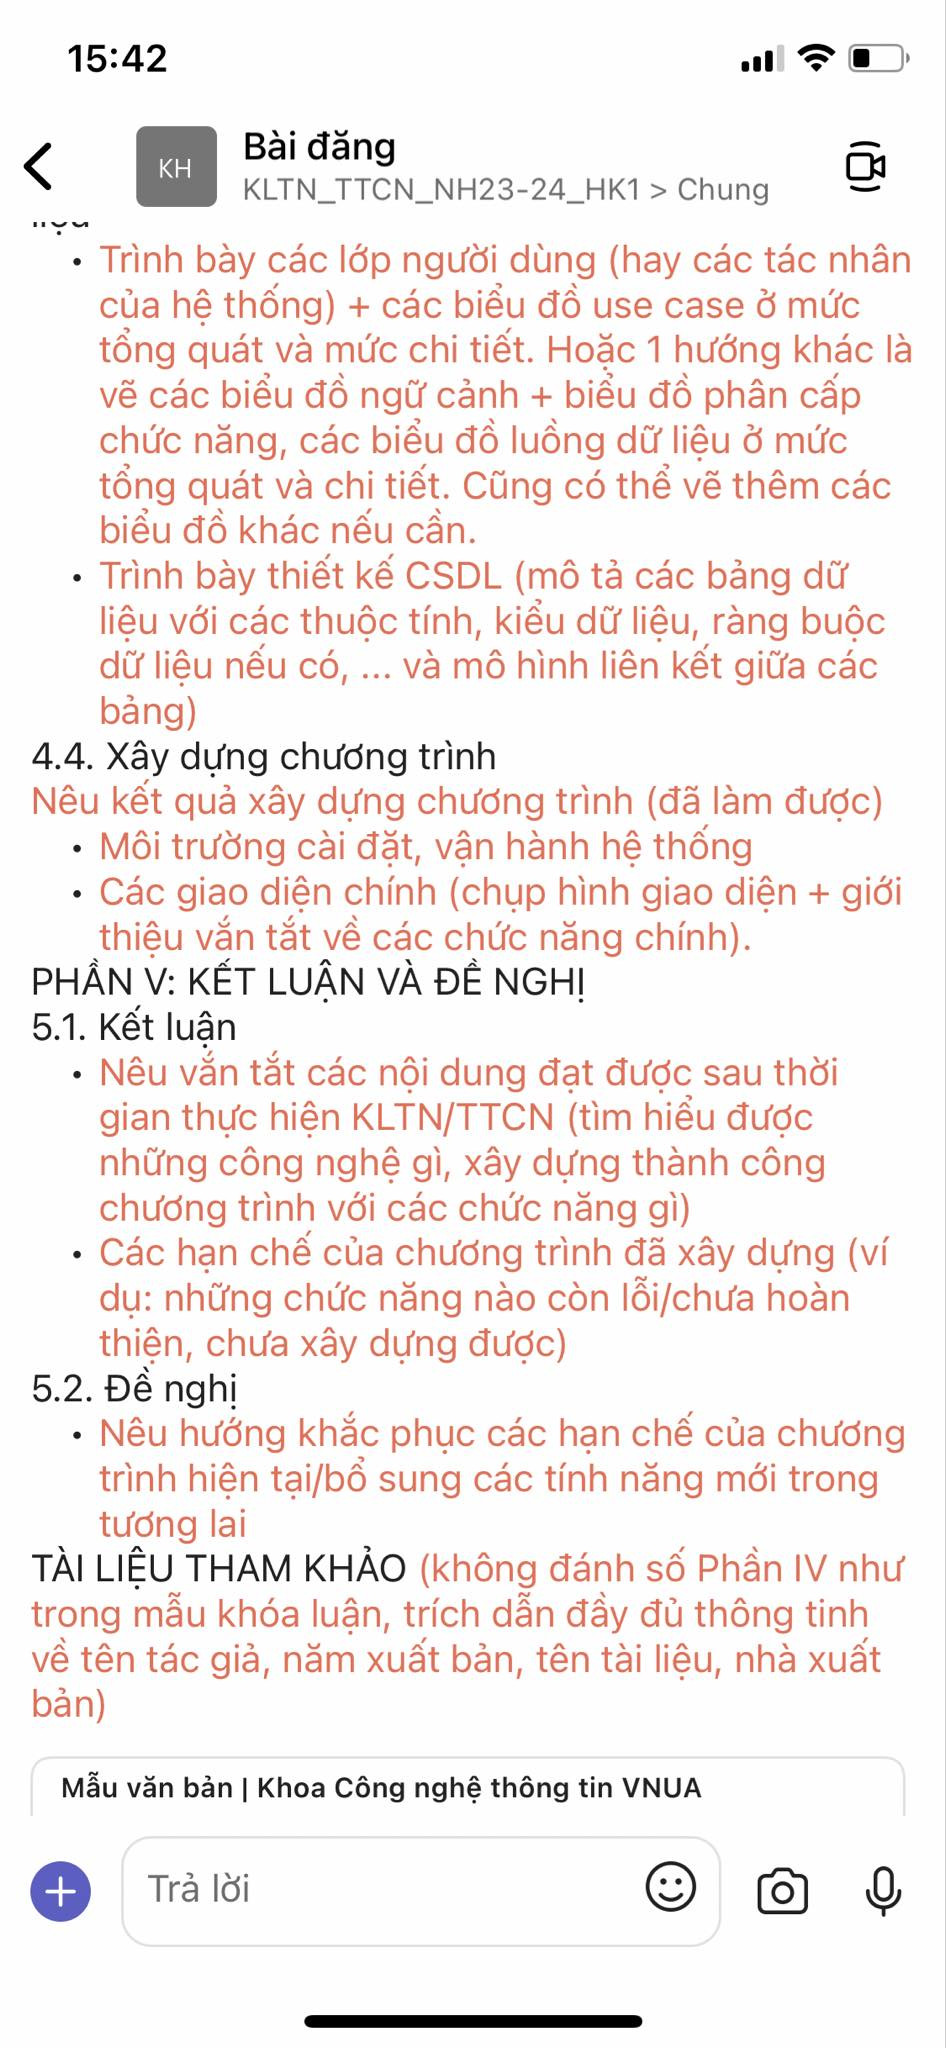 15:42
KH
Bài đăng
KLTN_TTCN_NH23-24_HK1 > Chung
• Trình bày các lớp người dùng (hay các tác nhân
của hệ thống) + các biểu đồ use case ở mức
tổng quát và mức chi tiết. Hoặc 1 hướng khác là
vẽ các biểu đồ ngữ cảnh + biểu đồ phân cấp
chức năng, các biểu đồ luồng dữ liệu ở mức
tổng quát và chi tiết. Cũng có thể vẽ thêm các
biểu đồ khác nếu cần.
• Trình bày thiết kế CSDL (mô tả các bảng dữ
liệu với các thuộc tính, kiểu dữ liệu, ràng buộc
dữ liệu nếu có, ... và mô hình liên kết giữa các
bảng)
4.4. Xây dựng chương trình
Nêu kết quả xây dựng chương trình (đã làm được)
• Môi trường cài đặt, vận hành hệ thống
• Các giao diện chính (chụp hình giao diện + giới
thiệu vắn tắt về các chức năng chính).
PHẦN V: KẾT LUẬN VÀ ĐỀ NGHỊ
5.1. Kết luận
• Nêu vắn tắt các nội dung đạt được sau thời
gian thực hiện KLTN/TTCN (tìm hiểu được
những công nghệ gì, xây dựng thành công
chương trình với các chức năng gì)
• Các hạn chế của chương trình đã xây dựng (ví
dụ: những chức năng nào còn lỗi/chưa hoàn
thiện, chưa xây dựng được)
5.2. Đề nghị
• Nêu hướng khắc phục các hạn chế của chương
trình hiện tại/bổ sung các tính năng mới trong
tương lai
TÀI LIỆU THAM KHẢO (không đánh số Phần IV như
trong mẫu khóa luận, trích dẫn đầy đủ thông tinh
về tên tác giả, năm xuất bản, tên tài liệu, nhà xuất
bản)
Mẫu văn bản | Khoa Công nghệ thông tin VNUA
Trả lời